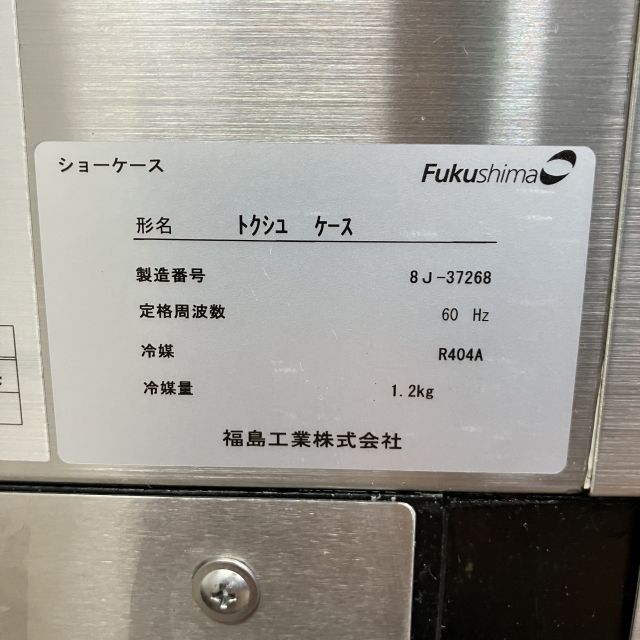 ショーケース Fukushima
形名 ﾄｸｼｭ ｹｰｽ
製造番号 8J-37268
定格周波数 60 Hz
冷媒 R404A
冷媒量 1.2kg
福島工業株式会社